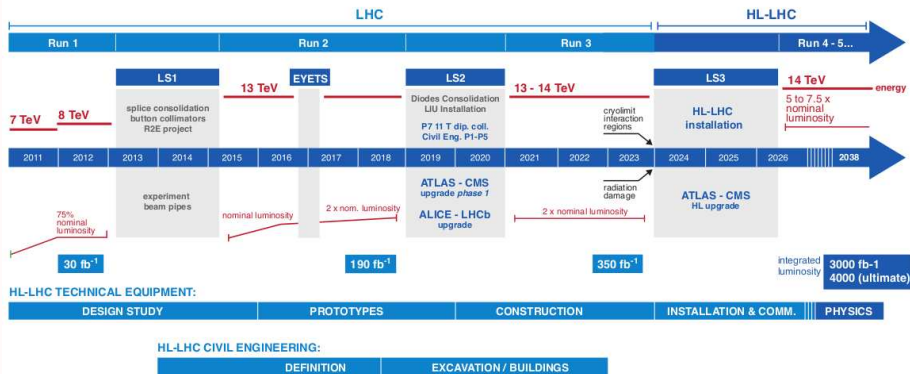 LHC
HL-LHC
Run 1
Run 2
Run 3
Run 4 - 5...
LS1
EYETS
LS2
LS3
14 TeV
13 TeV
13 - 14 TeV
energy
7 TeV
8 TeV
splice consolidation
button collimators
R2E project
Diodes Consolidation
LIU Installation
P7 11 T dip. coll.
Civil Eng. P1-P5
cryolimit
interaction
regions
HL-LHC
installation
5 to 7.5 x
nominal
luminosity
2011 2012 2013 2014 2015 2016 2017 2018 2019 2020 2021 2022 2023 2024 2025 2026 2038
75%
nominal
luminosity
experiment
beam pipes
nominal luminosity
2 x nom. luminosity
ATLAS - CMS
upgrade phase 1
ALICE - LHCb
upgrade
2 x nominal luminosity
radiation
damage
ATLAS - CMS
HL upgrade
30 fb-1
190 fb-1
350 fb-1
integrated
luminosity
3000 fb-1
4000 (ultimate)
HL-LHC TECHNICAL EQUIPMENT:
DESIGN STUDY
PROTOTYPES
CONSTRUCTION
INSTALLATION & COMM.
PHYSICS
HL-LHC CIVIL ENGINEERING:
DEFINITION
EXCAVATION / BUILDINGS